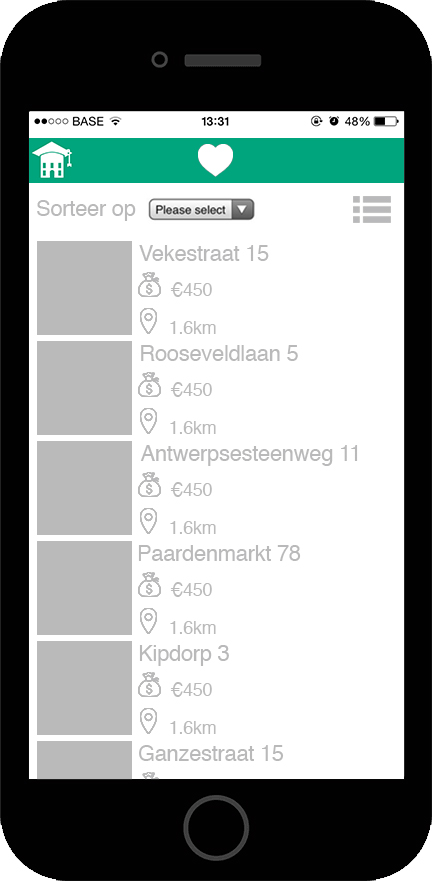 BASE 13:31 48%
Sorteer op Please select
Vekestraat 15
€450
1.6km
Rooseveldlaan 5
€450
1.6km
Antwerpsesteenweg 11
€450
1.6km
Paardenmarkt 78
€450
1.6km
Kipdorp 3
€450
1.6km
Ganzestraat 15